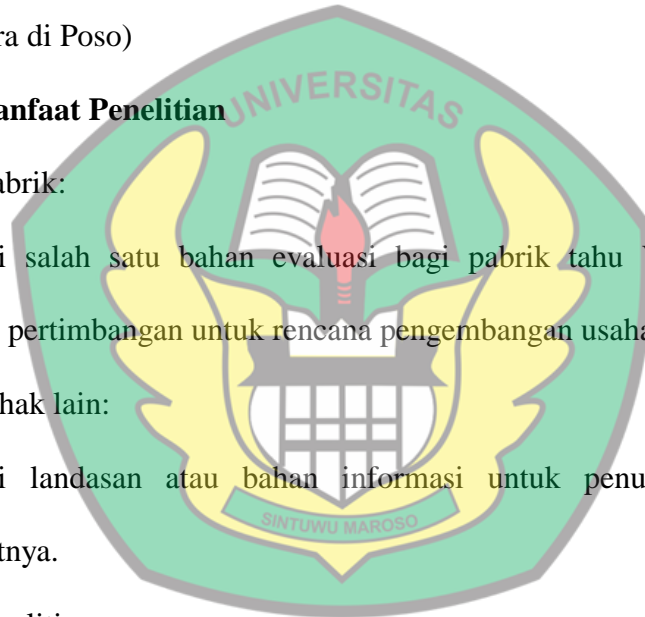 ra di Poso)
anfaat Penelitian
UNIVERSITAS
abrik:
i salah satu bahan evaluasi bagi pabrik tahu
pertimbangan untuk rencana pengembangan usaha
hak lain:
i landasan atau bahan informasi untuk penu
SINTUWU MAROSO
tnya.